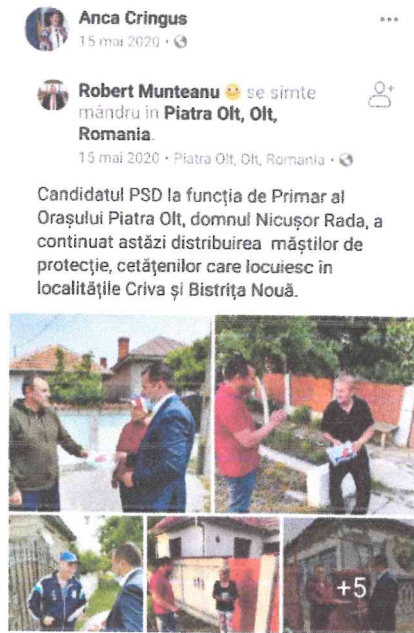 Anca Cringus
15 mai 2020
Robert Munteanu se simte
mândru în Piatra Olt, Olt,
Romania.
15 mai 2020 · Piatra Olt, Olt, Romania ·
Candidatul PSD la funcția de Primar al
Orașului Piatra Olt, domnul Nicușor Rada, a
continuat astăzi distribuirea măștilor de
protecție, cetățenilor care locuiesc în
localitățile Criva și Bistrița Nouă.
+5